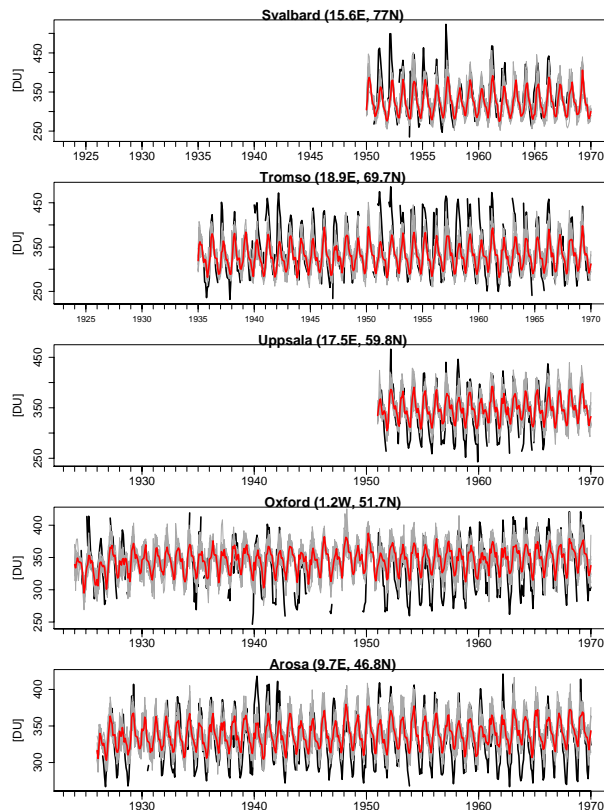 Svalbard (15.6E, 77N)
[DU]
450
350
250
1925 1930 1935 1940 1945 1950 1955 1960 1965 1970
Tromso (18.9E, 69.7N)
[DU]
450
350
250
1925 1930 1935 1940 1945 1950 1955 1960 1965 1970
Uppsala (17.5E, 59.8N)
[DU]
450
350
250
1930 1940 1950 1960 1970
Oxford (1.2W, 51.7N)
[DU]
400
350
300
250
1930 1940 1950 1960 1970
Arosa (9.7E, 46.8N)
[DU]
400
350
300
1930 1940 1950 1960 1970